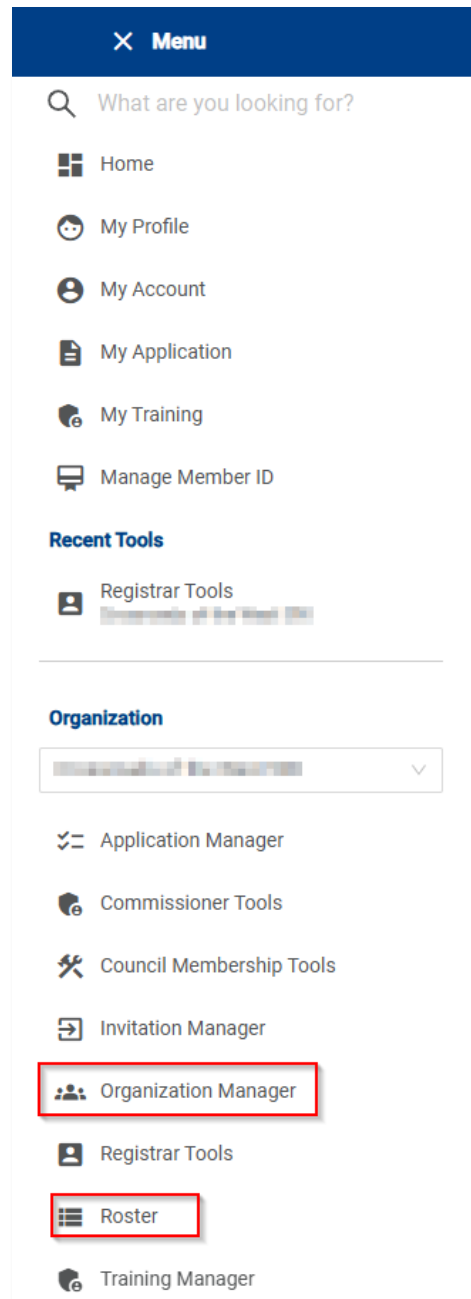 Menu
What are you looking for?
Home
My Profile
My Account
My Application
My Training
Manage Member ID
Recent Tools
Registrar Tools
Organization
Application Manager
Commissioner Tools
Council Membership Tools
Invitation Manager
Organization Manager
Registrar Tools
Roster
Training Manager